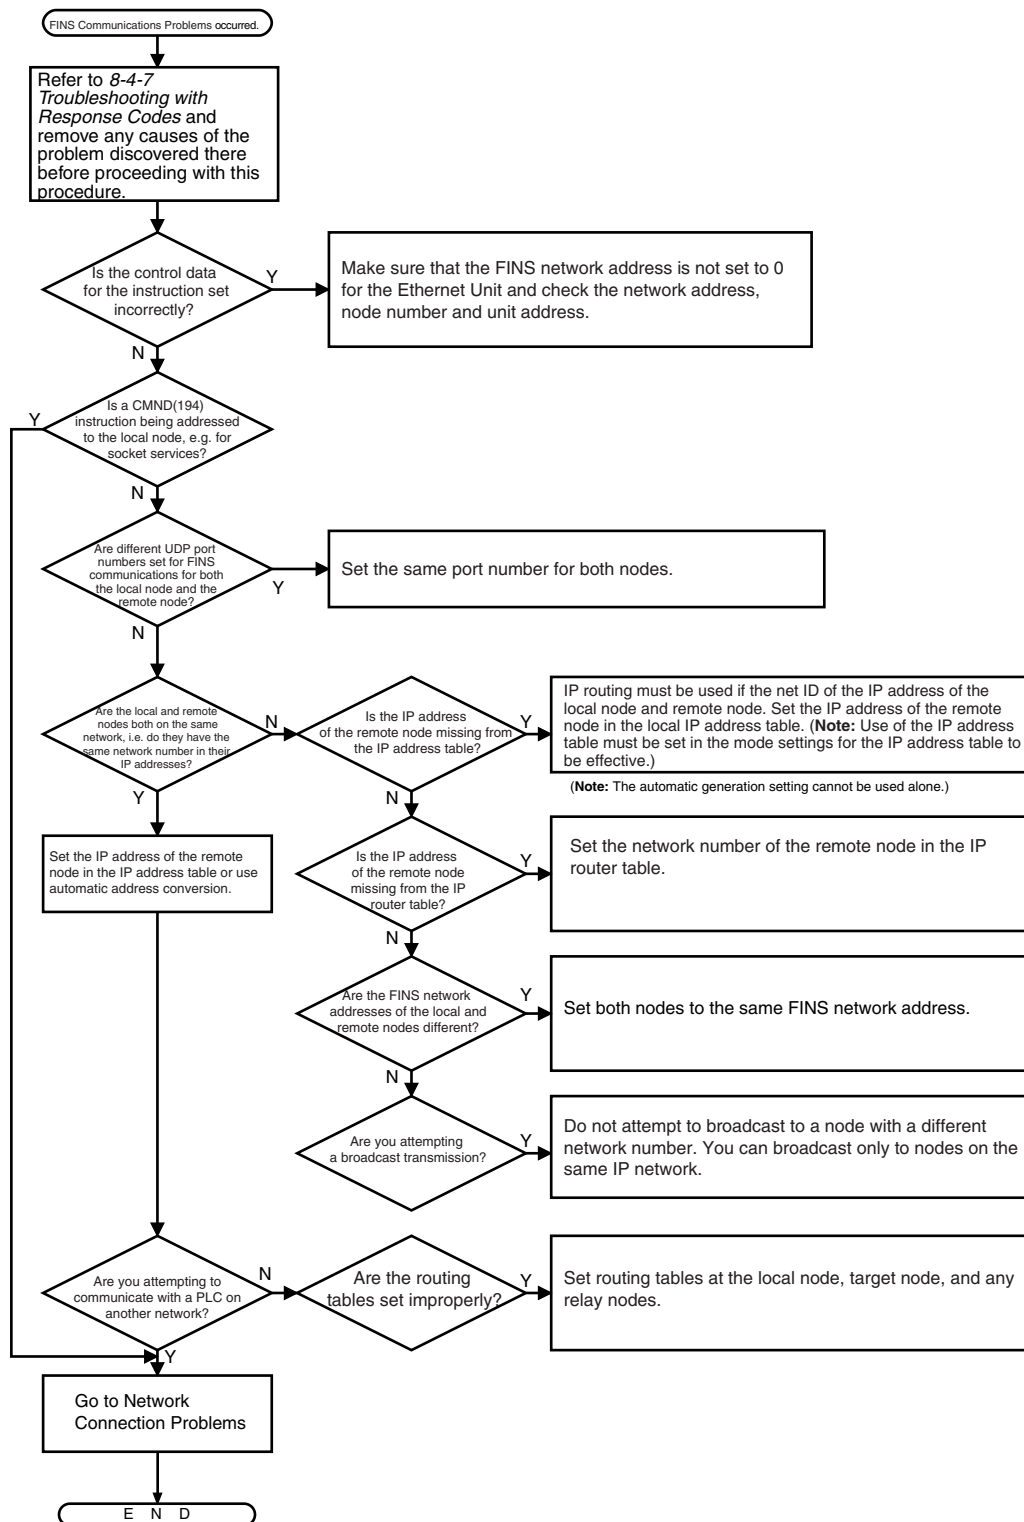 FINS Communications Problems occurred.
Refer to 8-4-7
Troubleshooting with
Response Codes and
remove any causes of the
problem discovered there
before proceeding with this
procedure.
Is the control data
for the instruction set
incorrectly?
Y
Make sure that the FINS network address is not set to 0
for the Ethernet Unit and check the network address,
node number and unit address.
N
Y
Is a CMND(194)
instruction being addressed
to the local node, e.g. for
socket services?
N
Are different UDP port
numbers set for FINS
communications for both
the local node and the
remote node?
Y
Set the same port number for both nodes.
N
Are the local and remote
nodes both on the same
network, i.e. do they have the
same network number in their
IP addresses?
N
Is the IP address
of the remote node missing from
the IP address table?
Y
IP routing must be used if the net ID of the IP address of the
local node and remote node. Set the IP address of the remote
node in the local IP address table. (Note: Use of the IP address
table must be set in the mode settings for the IP address table to
be effective.)
(Note: The automatic generation setting cannot be used alone.)
Y
N
Set the IP address of the remote
node in the IP address table or use
automatic address conversion.
Is the IP address
of the remote node
missing from the IP
router table?
Y
Set the network number of the remote node in the IP
router table.
N
Are the FINS network
addresses of the local and
remote nodes different?
Y
Set both nodes to the same FINS network address.
N
Are you attempting
a broadcast transmission?
Y
Do not attempt to broadcast to a node with a different
network number. You can broadcast only to nodes on the
same IP network.
Are you attempting to
communicate with a PLC on
another network?
N
Are the routing
tables set improperly?
Y
Set routing tables at the local node, target node, and any
relay nodes.
Y
Go to Network
Connection Problems
E N D